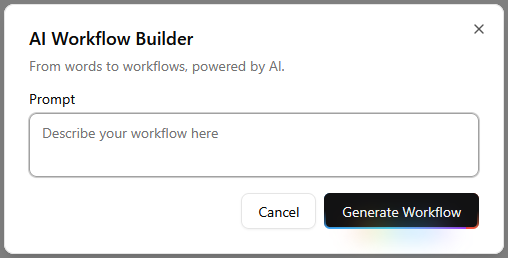 AI Workflow Builder
From words to workflows, powered by AI.
Prompt
Describe your workflow here
Cancel
Generate Workflow